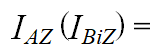 I_{AZ} (I_{BiZ}) =